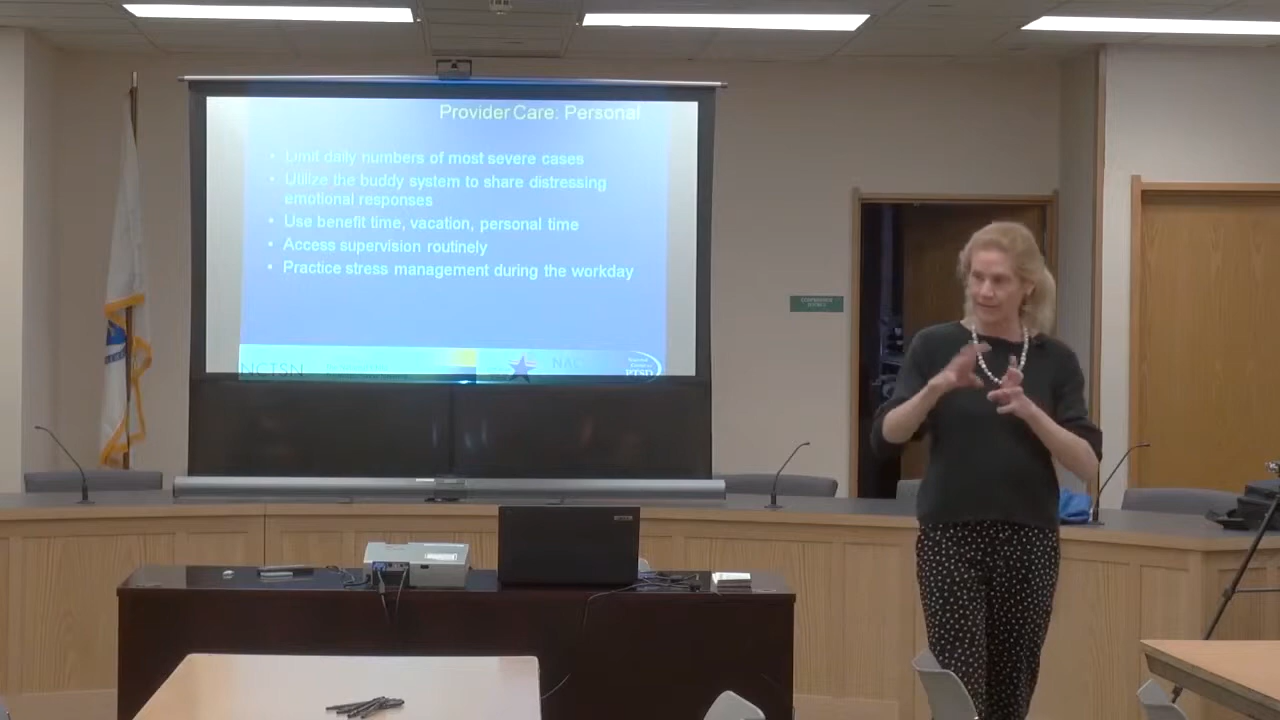 Provider Care: Personal
• Limit daily numbers of most severe cases
• Utilize the buddy system to share distressing
emotional responses
• Use benefit time, vacation, personal time
• Access supervision routinely
• Practice stress management during the workday
NCTSN
NAC
PTSD